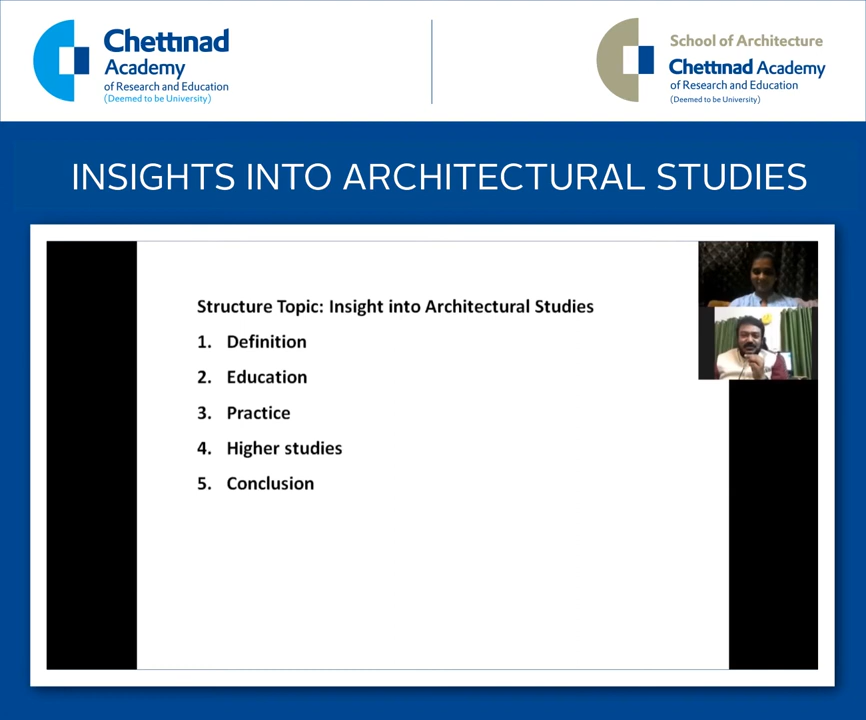 Chettinad
Academy
of Research and Education
(Deemed to be University)
School of Architecture
Chettinad Academy
of Research and Education
(Deemed to be University)
INSIGHTS INTO ARCHITECTURAL STUDIES
Structure Topic: Insight into Architectural Studies
1. Definition
2. Education
3. Practice
4. Higher studies
5. Conclusion